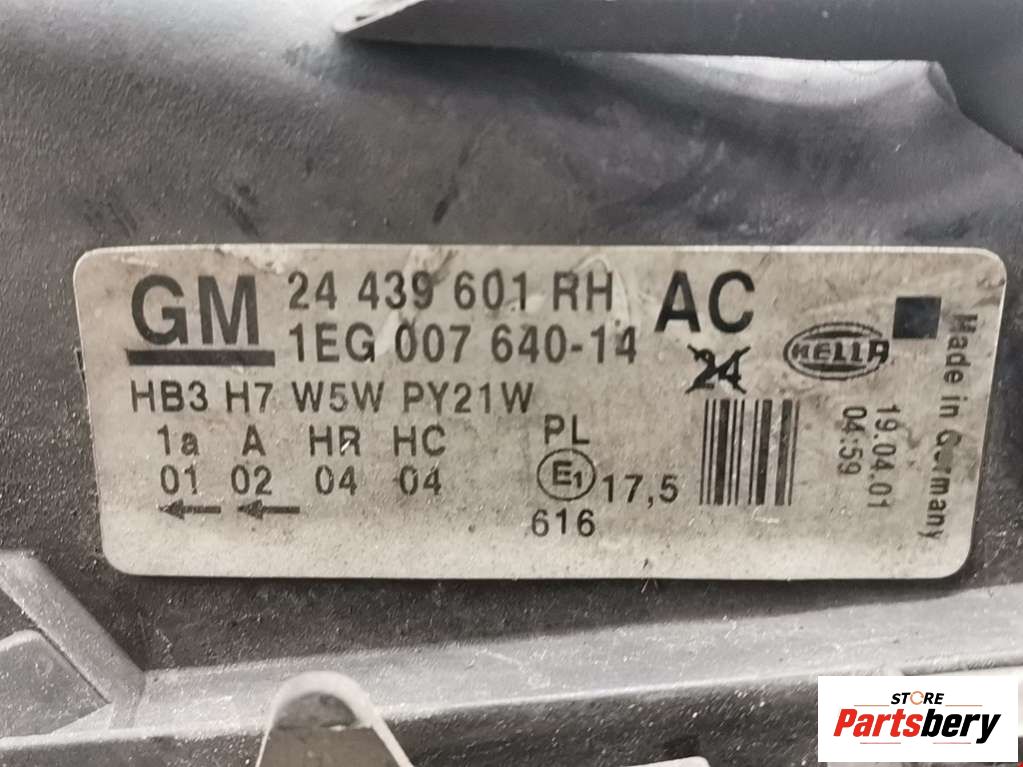 GM 24 439 601 RH AC
1EG 007 640-14 24
HELLA
HB3 H7 W5W PY21W
1a A HR HC PL
01 02 04 04 E1 17,5
616
19.04.01
04:59
Made in Germany
STORE
Partsbery